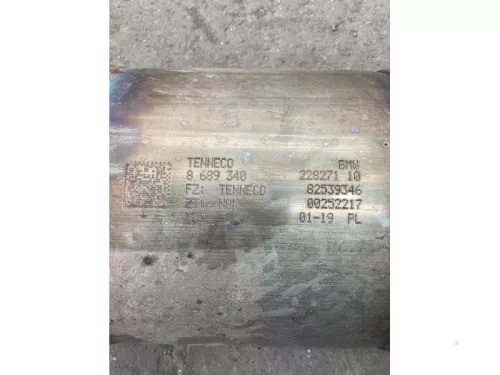 TENNECO BMW
8 689 340 228271 10
FZ: TENNECO 82539346
00252217
01-19 PL